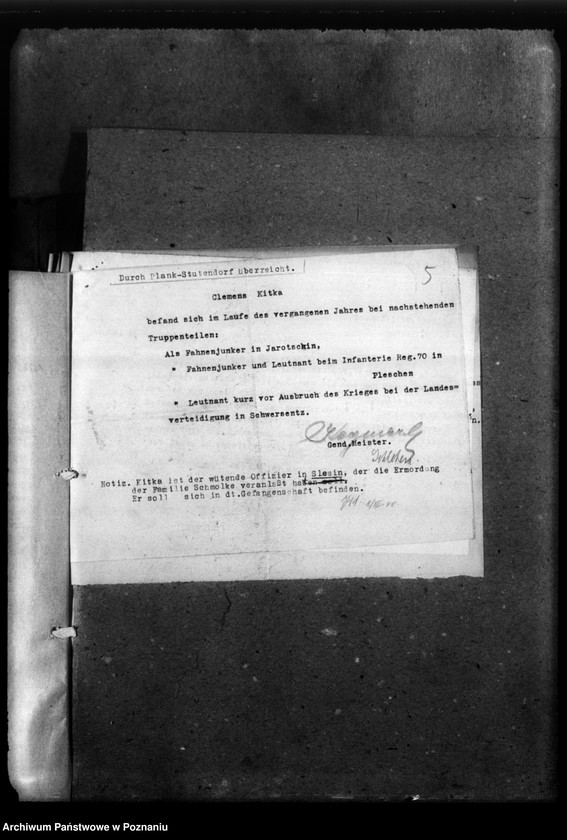 Durch Plank-Stutendorf überreicht.
5
Clemens Kitka
befand sich im Laufe des vergangenen Jahres bei nachstehenden
Truppenteilen:
Als Fahnenjunker in Jarotschin,
" Fahnenjunker und Leutnant beim Infanterie Reg.70 in
Pleschen
" Leutnant kurz vor Ausbruch des Krieges bei der Landes=
verteidigung in Schwersentz.
Gend.Meister.
Notiz. Kitka ist der wütende Offizier in Slesin, der die Ermordung
der Familie Schmolke veranlaßt haben soll.
Er soll sich in dt.Gefangenschaft befinden.
Archiwum Państwowe w Poznaniu